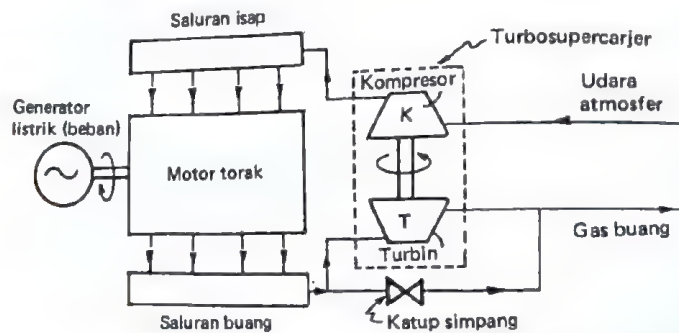 Saluran isap
Turbosupercarjer
Kompresor
Udara
atmosfer
K
Generator
listrik (beban)
Motor torak
T
Turbin
Gas buang
Saluran buang
Katup simpang